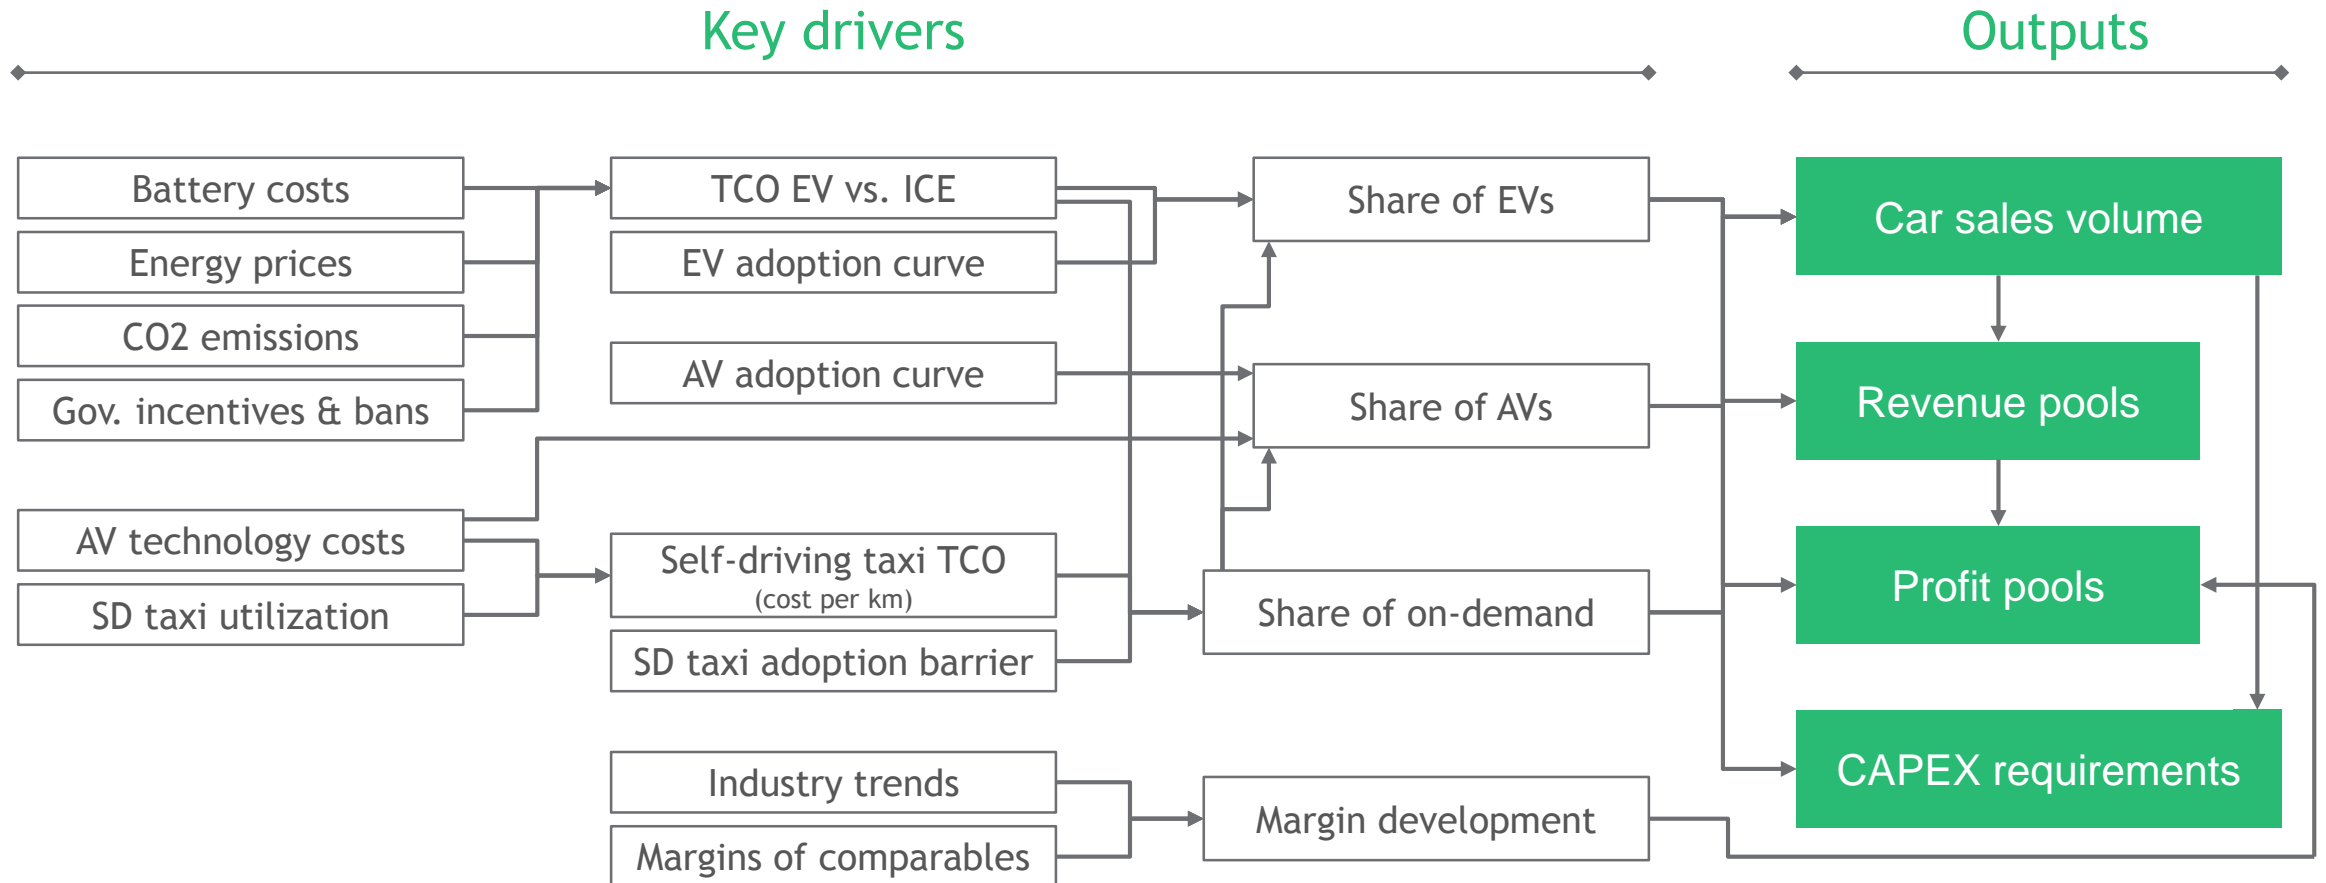 Key drivers
Outputs
Battery costs
Energy prices
CO2 emissions
Gov. incentives & bans
AV technology costs
SD taxi utilization
TCO EV vs. ICE
EV adoption curve
AV adoption curve
Self-driving taxi TCO
(cost per km)
SD taxi adoption barrier
Industry trends
Margins of comparables
Share of EVs
Share of AVs
Share of on-demand
Margin development
Car sales volume
Revenue pools
Profit pools
CAPEX requirements